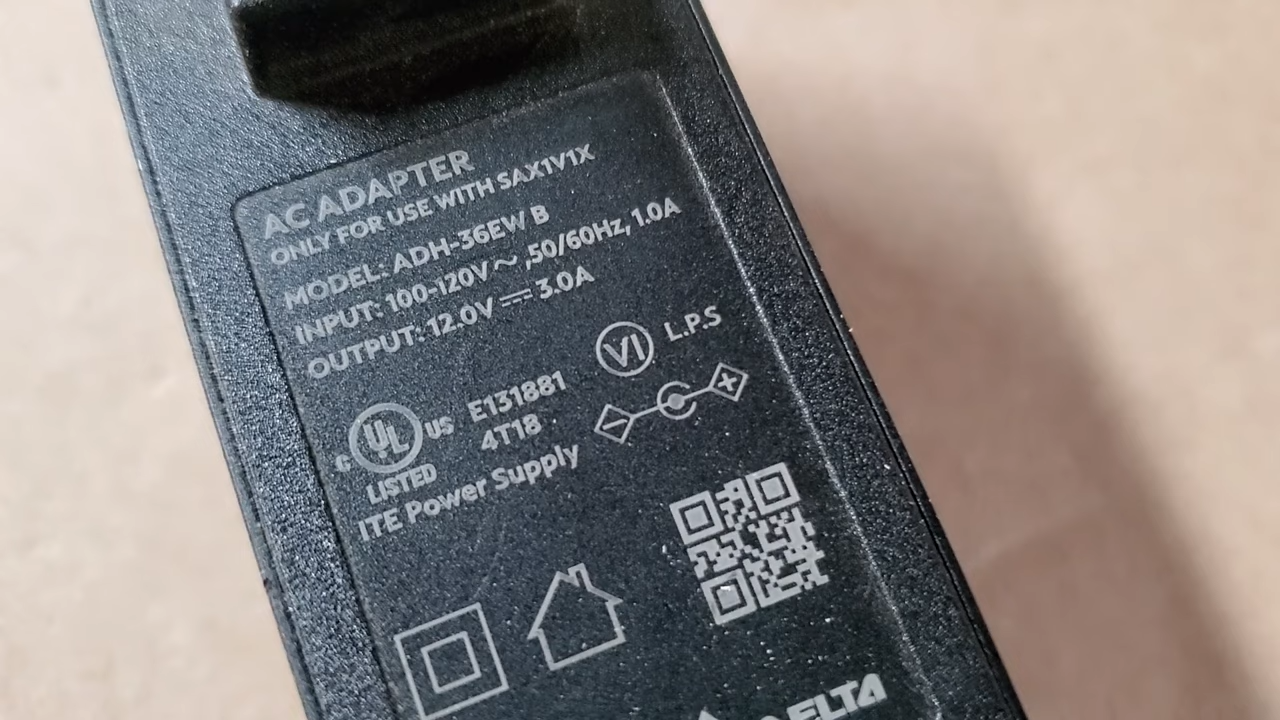 AC ADAPTER
ONLY FOR USE WITH SAX1V1X
MODEL: ADH-36EW B
INPUT: 100-120V~ ,50/60Hz, 1.0A
OUTPUT: 12.0V ⎓ 3.0A
VI L.P.S
C UL US E131881
LISTED 4T18
ITE Power Supply
- +